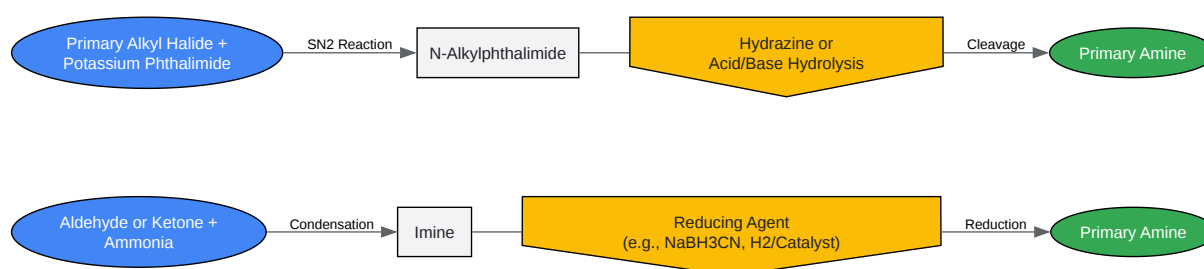 Primary Alkyl Halide +
Potassium Phthalimide
SN2 Reaction
N-Alkylphthalimide
Hydrazine or
Acid/Base Hydrolysis
Cleavage
Primary Amine
Aldehyde or Ketone +
Ammonia
Condensation
Imine
Reducing Agent
(e.g., NaBH3CN, H2/Catalyst)
Reduction
Primary Amine